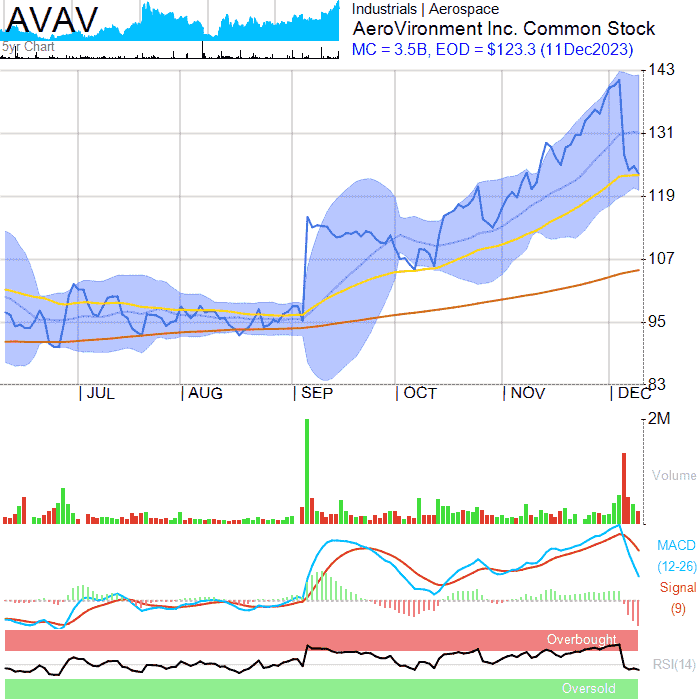 AVAV
5yr Chart
Industrials | Aerospace
AeroVironment Inc. Common Stock
MC = 3.5B, EOD = $123.3 (11Dec2023)
143
131
119
107
95
83
JUL
AUG
SEP
OCT
NOV
DEC
2M
Volume
MACD
(12-26)
Signal
(9)
Overbought
RSI(14)
Oversold